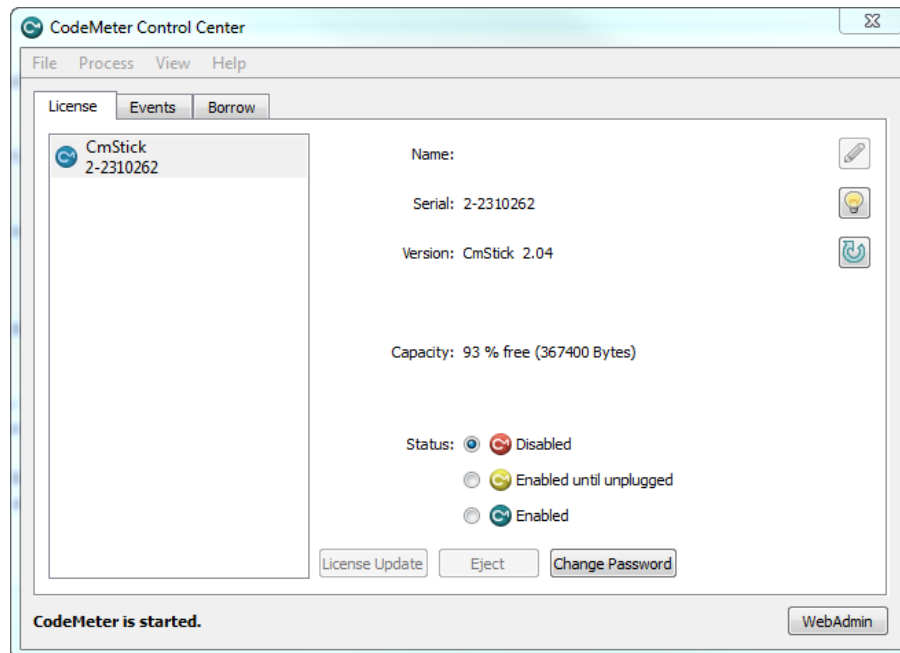 CodeMeter Control Center
File Process View Help
License Events Borrow
CmStick
2-2310262
Name:
Serial: 2-2310262
Version: CmStick 2.04
Capacity: 93 % free (367400 Bytes)
Status: Disabled
Enabled until unplugged
Enabled
License Update Eject Change Password
CodeMeter is started. WebAdmin